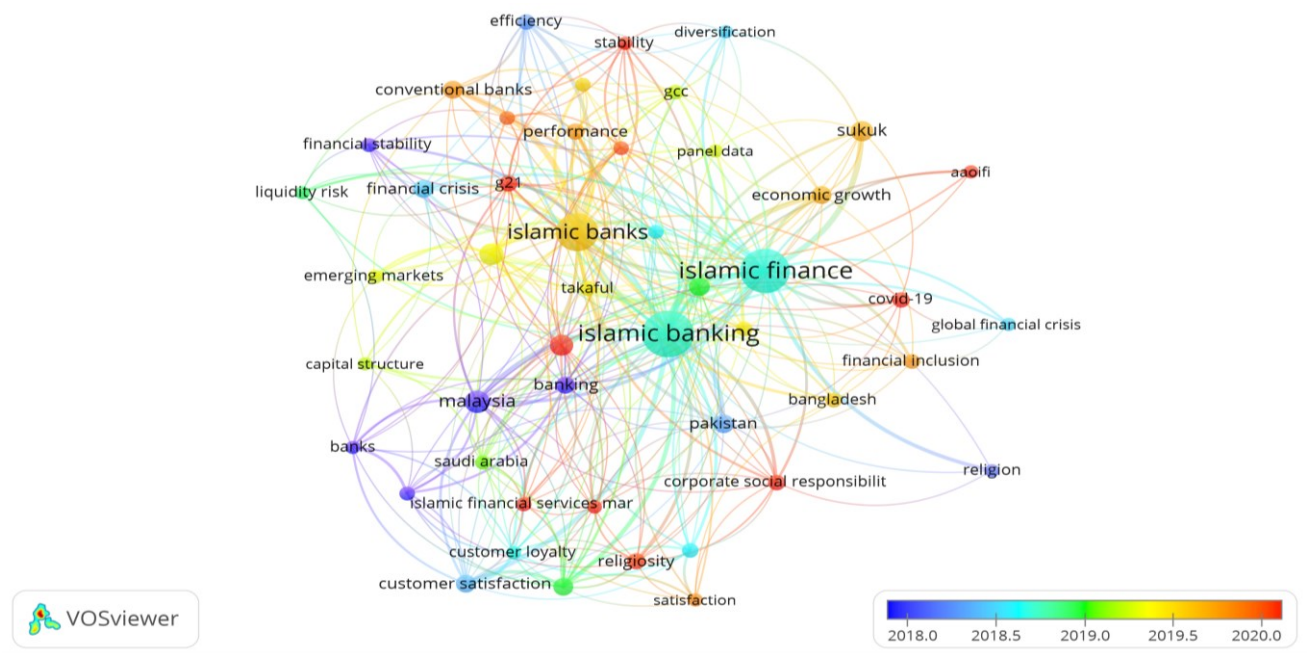 efficiency
stability
diversification
conventional banks
gcc
performance
sukuk
financial stability
panel data
aaoifi
liquidity risk
financial crisis
g21
economic growth
islamic banks
islamic finance
emerging markets
takaful
covid-19
islamic banking
global financial crisis
capital structure
financial inclusion
banking
malaysia
bangladesh
pakistan
banks
saudi arabia
religion
corporate social responsibilit
islamic financial services mar
customer loyalty
religiosity
customer satisfaction
satisfaction
VOSviewer
2018.0 2018.5 2019.0 2019.5 2020.0